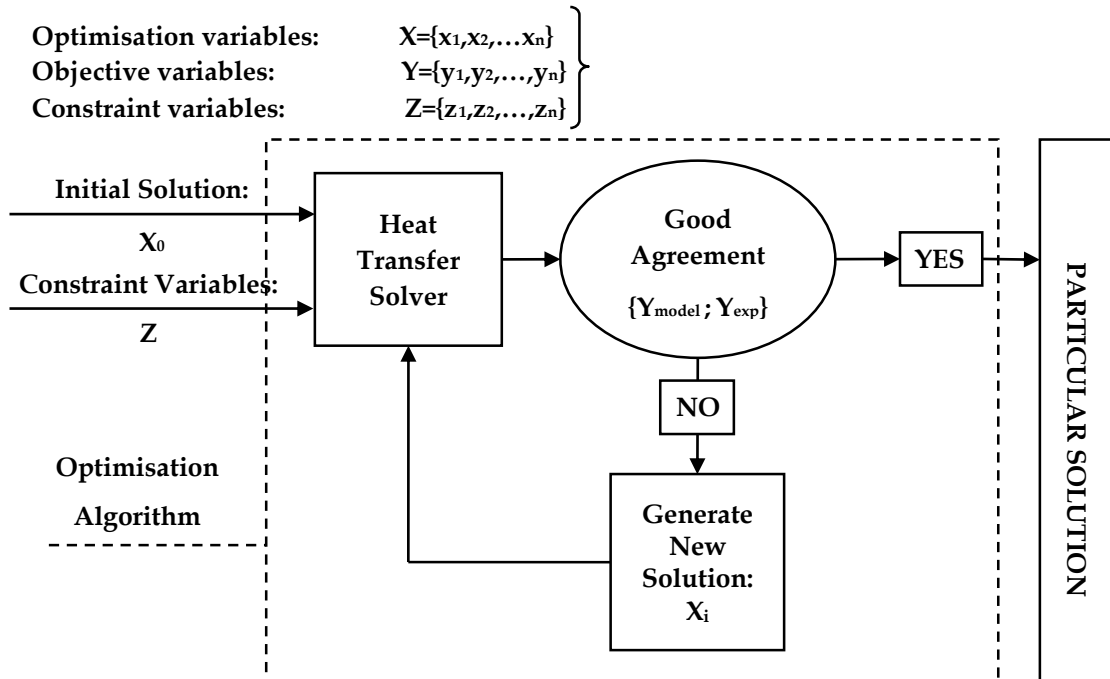 Optimisation variables: X={x₁,x₂,…xₙ}
Objective variables: Y={y₁,y₂,…,yₙ}
Constraint variables: Z={z₁,z₂,…,zₙ}
Initial Solution:
X₀
Constraint Variables:
Z
Heat
Transfer
Solver
Good
Agreement
{Yₘₒdₑₗ ; Yₑₓₚ}
YES
NO
Generate
New
Solution:
Xᵢ
Optimisation
Algorithm
PARTICULAR SOLUTION